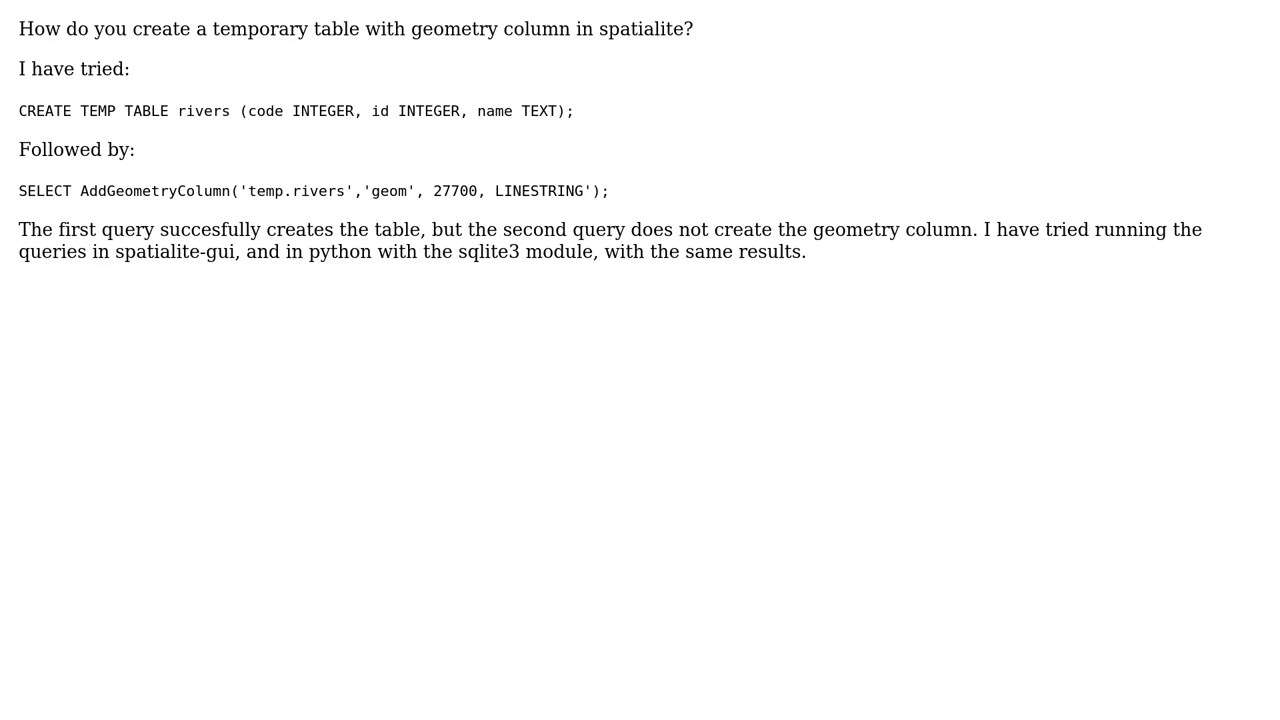 How do you create a temporary table with geometry column in spatialite?
I have tried:
CREATE TEMP TABLE rivers (code INTEGER, id INTEGER, name TEXT);
Followed by:
SELECT AddGeometryColumn('temp.rivers','geom', 27700, LINESTRING');
The first query succesfully creates the table, but the second query does not create the geometry column. I have tried running the
queries in spatialite-gui, and in python with the sqlite3 module, with the same results.